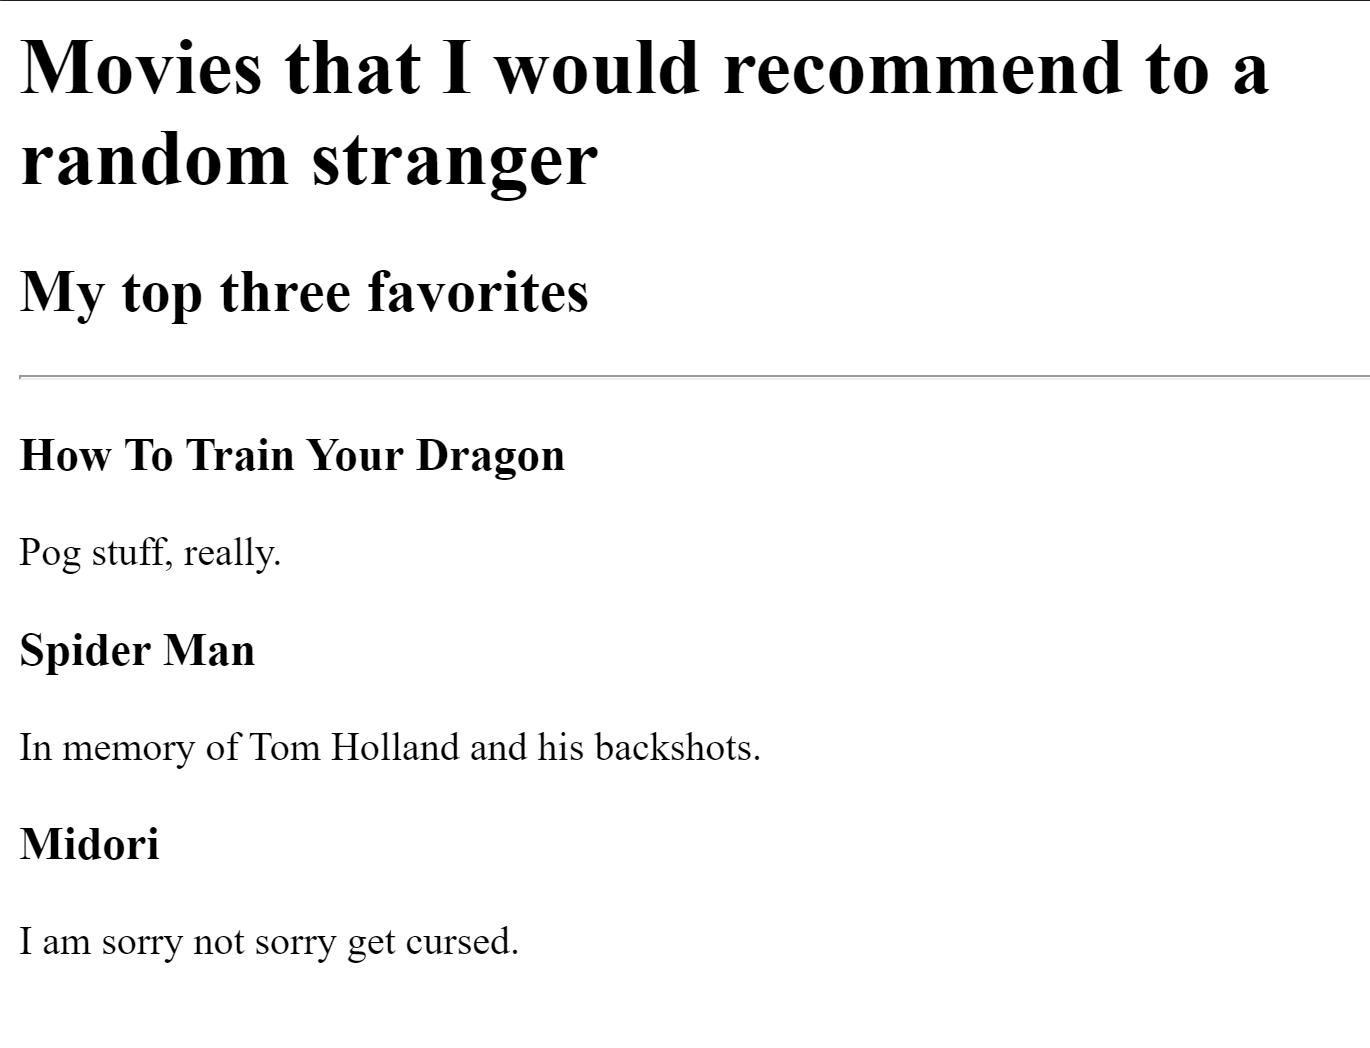 Movies that I would recommend to a
random stranger
My top three favorites
How To Train Your Dragon
Pog stuff, really.
Spider Man
In memory of Tom Holland and his backshots.
Midori
I am sorry not sorry get cursed.